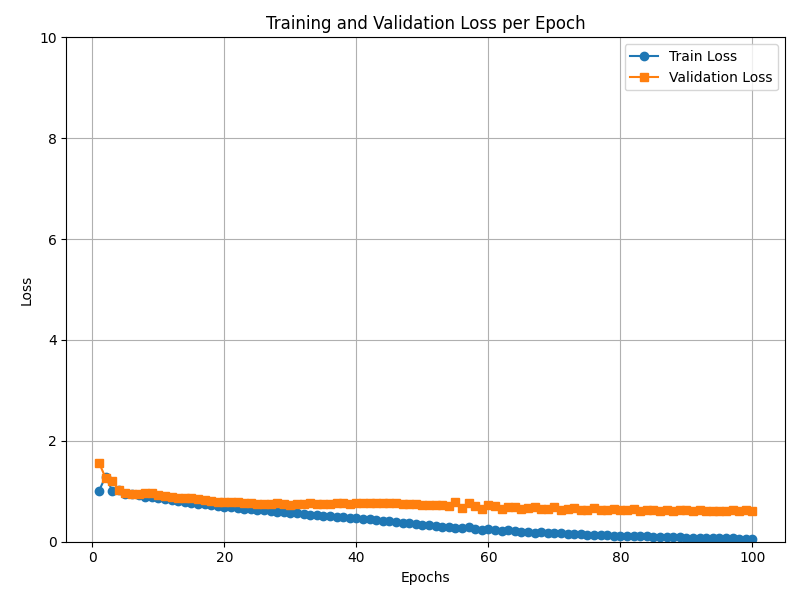 Training and Validation Loss per Epoch
Train Loss
Validation Loss
Loss
10
8
6
4
2
0
0 20 40 60 80 100
Epochs